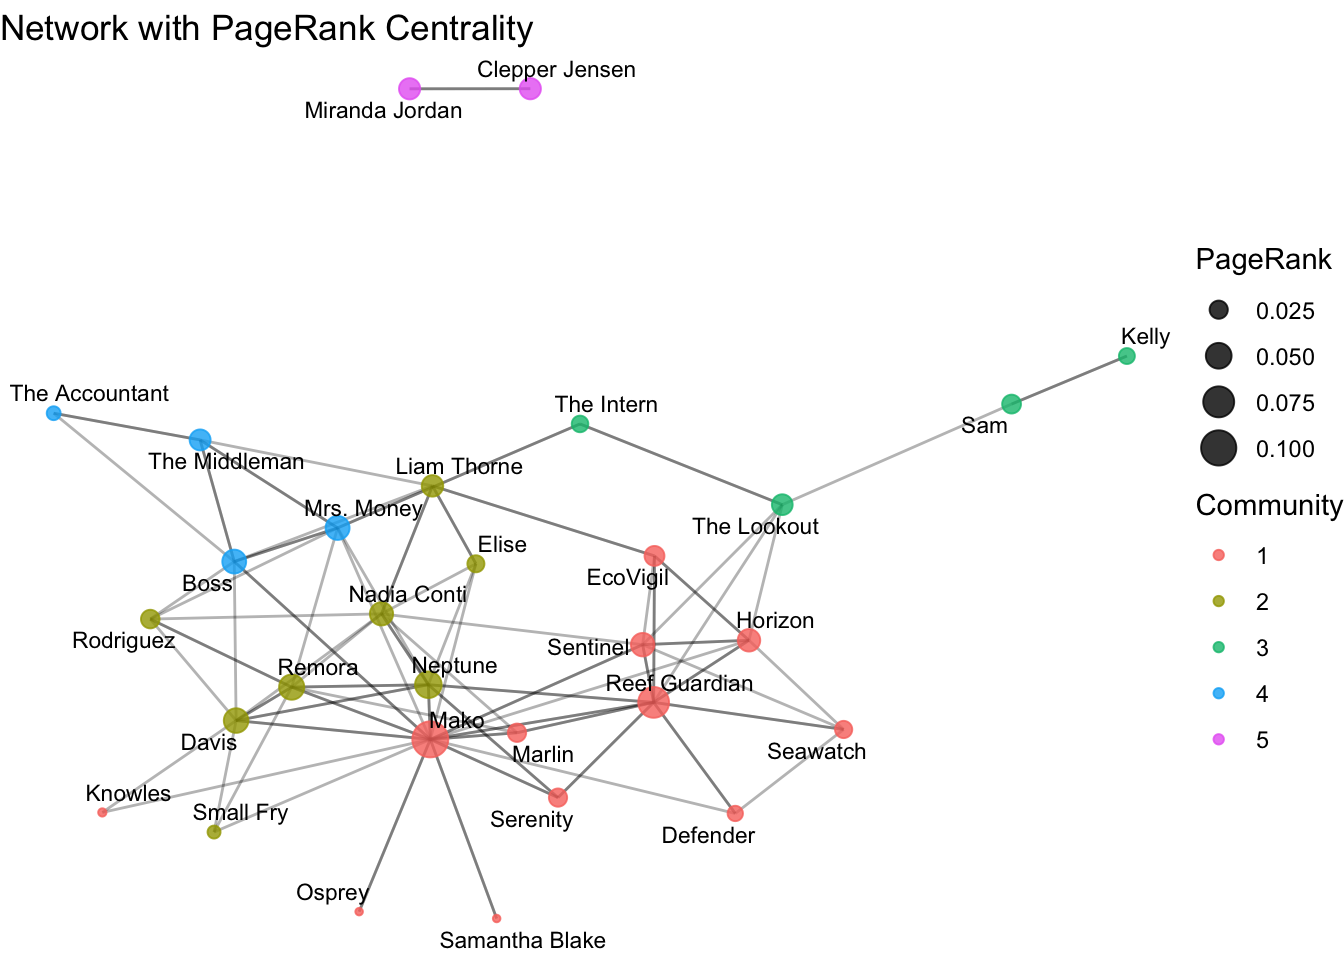 Network with PageRank Centrality
Clepper Jensen
Miranda Jordan
PageRank
0.025
Kelly
0.050
The Accountant
The Intern
0.075
Sam
0.100
The Middleman
Liam Thorne
Mrs. Money
Community
The Lookout
Elise
1
EcoVigil
Boss
Nadia Conti
2
Rodriguez
Horizon
Sentinel
3
Remora
Neptune
Reef Guardian
4
Mako
Davis
Marlin
Seawatch
5
Knowles
Small Fry
Serenity
Defender
Osprey
Samantha Blake